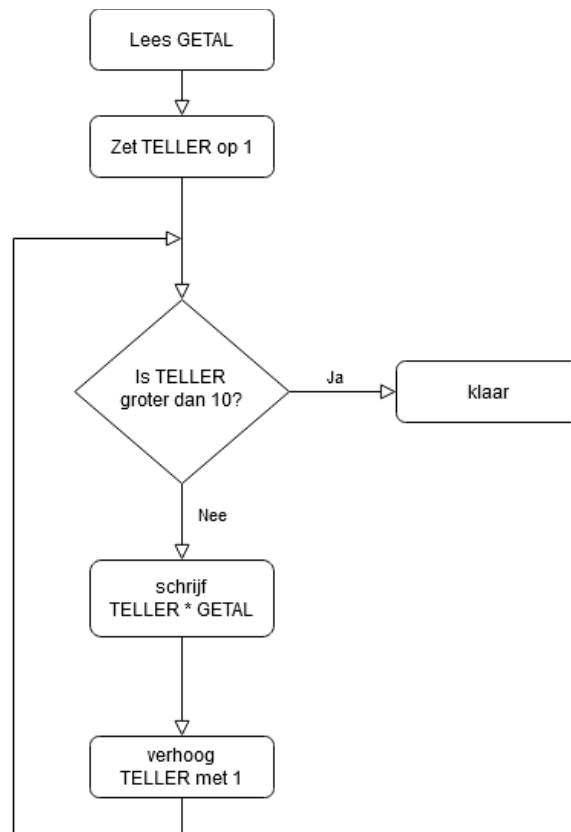 Lees GETAL
Zet TELLER op 1
Is TELLER
groter dan 10?
Ja
klaar
Nee
schrijf
TELLER * GETAL
verhoog
TELLER met 1